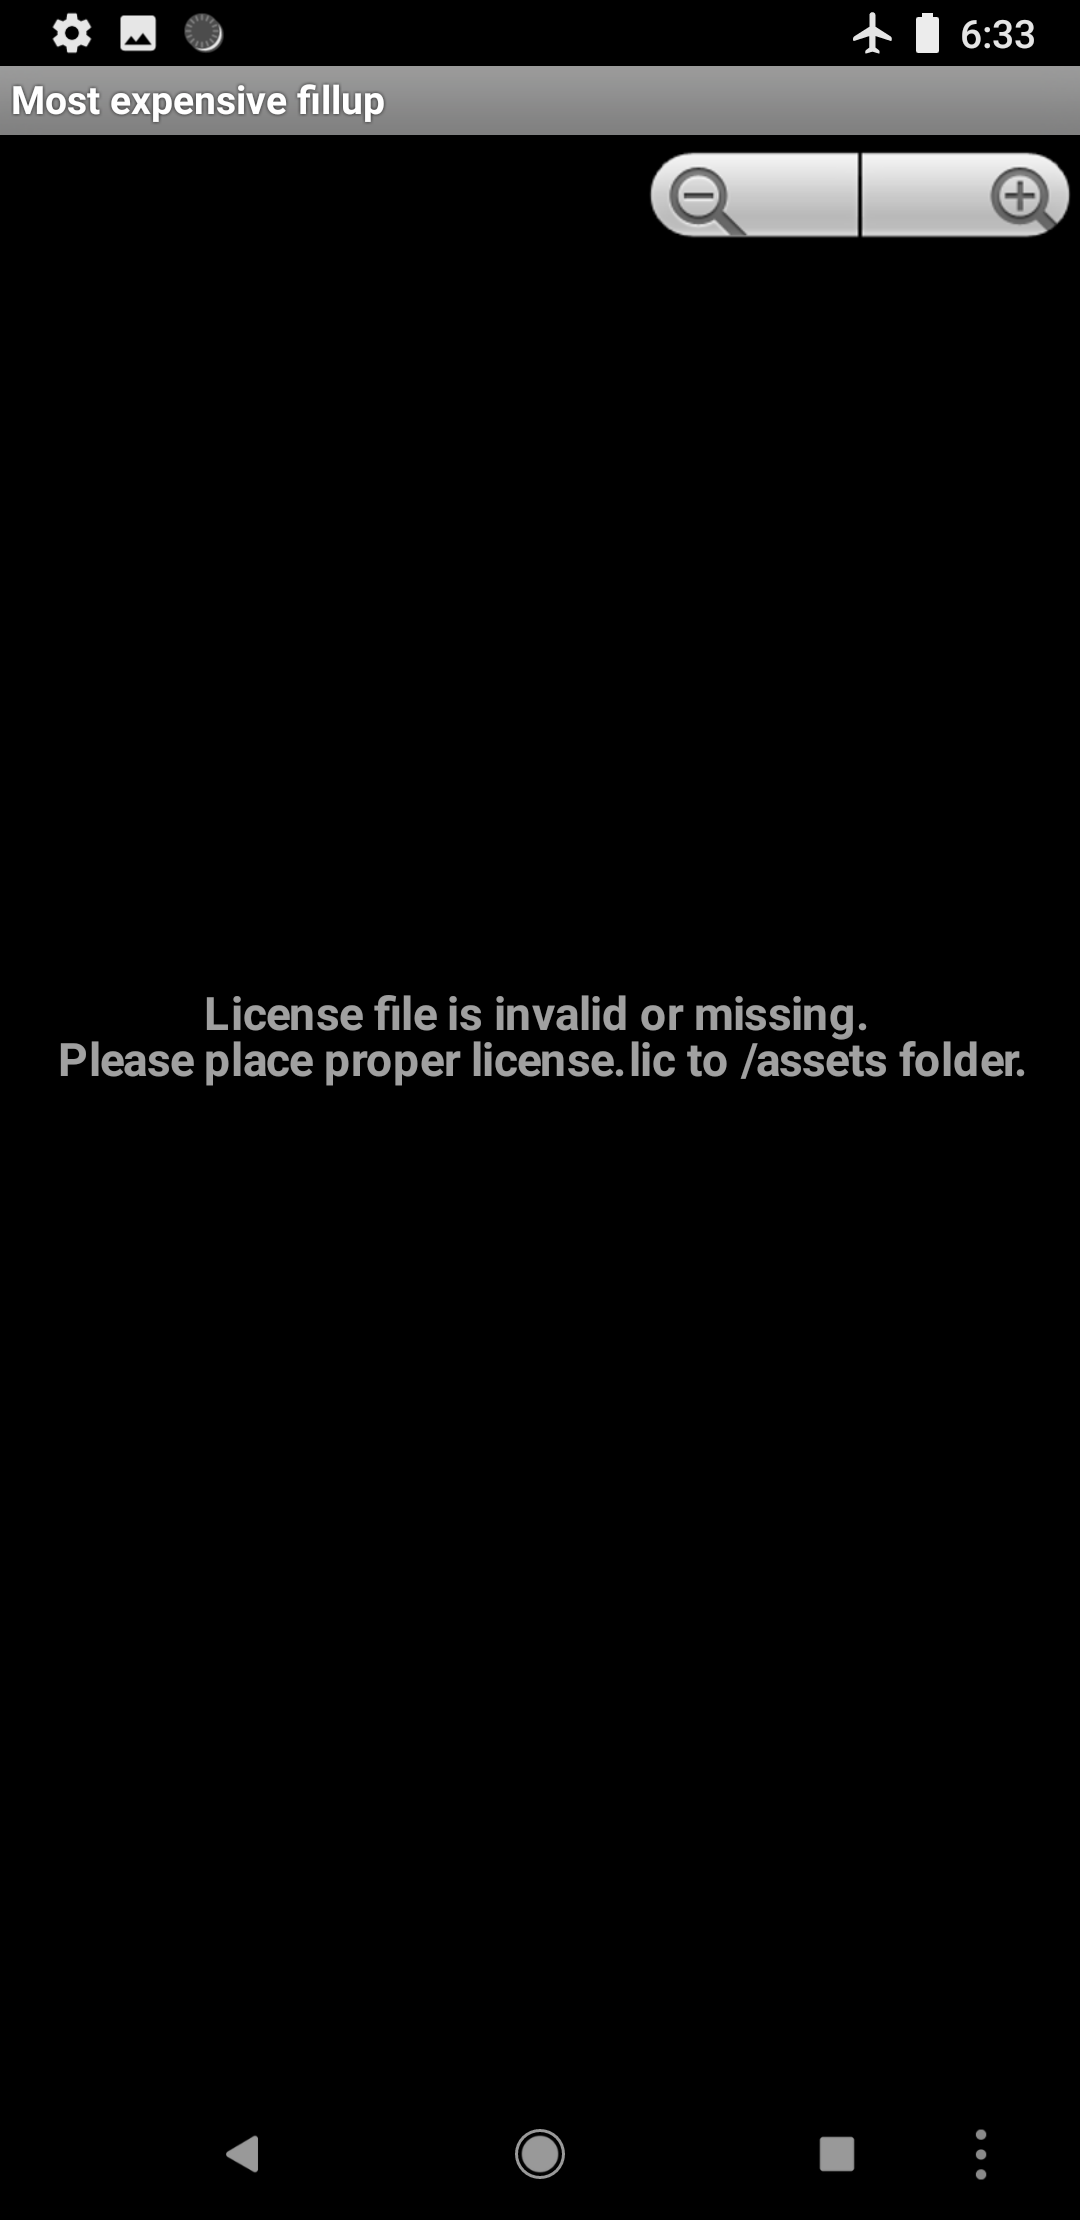 6:33
Most expensive fillup
License file is invalid or missing.
Please place proper license.lic to /assets folder.